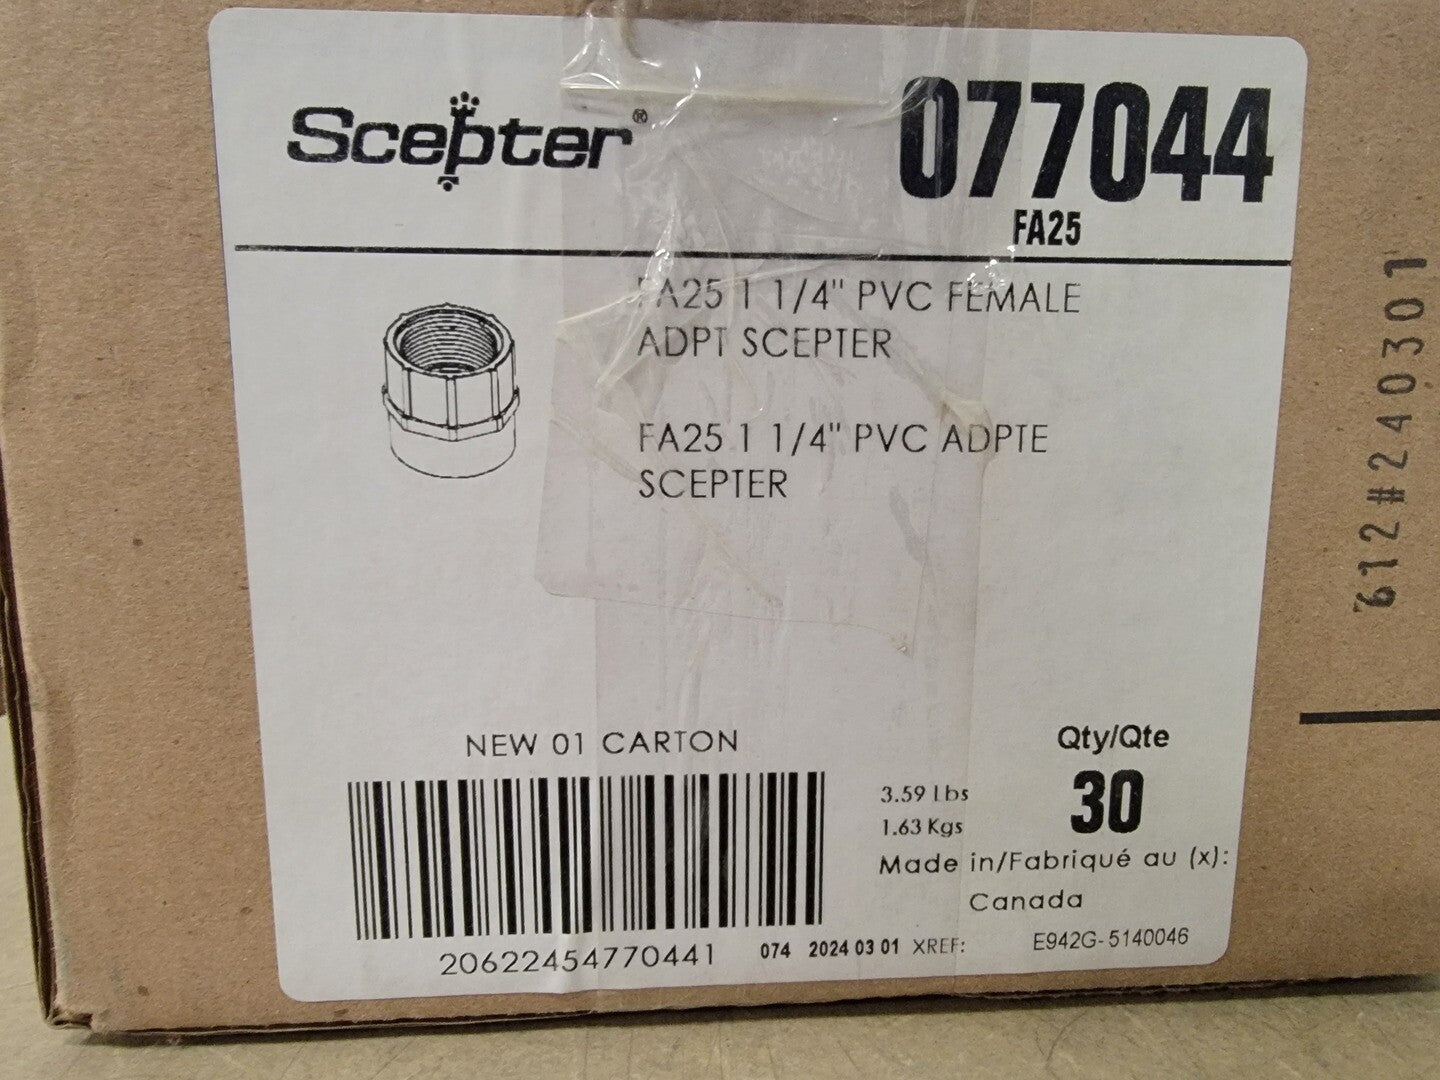 Scepter®
077044
FA25
FA25 1 1/4" PVC FEMALE
ADPT SCEPTER
FA25 1 1/4" PVC ADPTE
SCEPTER
NEW 01 CARTON
20622454770441
3.59 Lbs
1.63 Kgs
Qty/Qte
30
Made in/Fabriqué au (x):
Canada
074 2024 03 01 XREF: E942G-5140046
612#240301